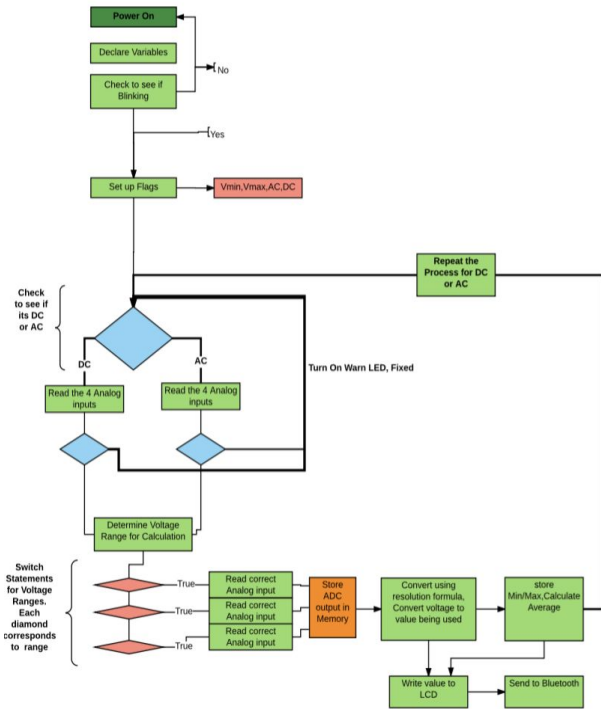 Power On
Declare Variables
Check to see if
Blinking
No
Yes
Set up Flags
Vmin,Vmax,AC,DC
Repeat the
Process for DC
or AC
Check
to see if
its DC
or AC
DC
AC
Turn On Warn LED, Fixed
Read the 4 Analog
inputs
Read the 4 Analog
inputs
Determine Voltage
Range for Calculation
Switch
Statements
for Voltage
Ranges.
Each
diamond
corresponds
to range
True
True
True
Read correct
Analog input
Read correct
Analog input
Read correct
Analog input
Store
ADC
output in
Memory
Convert using
resolution formula,
Convert voltage to
value being used
store
Min/Max,Calculate
Average
Write value to
LCD
Send to Bluetooth